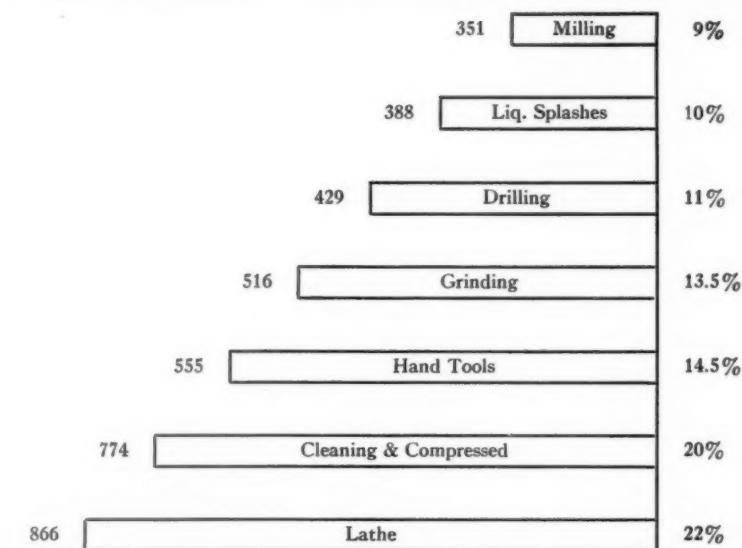 351 Milling 9%
388 Liq. Splashes 10%
429 Drilling 11%
516 Grinding 13.5%
555 Hand Tools 14.5%
774 Cleaning & Compressed 20%
866 Lathe 22%